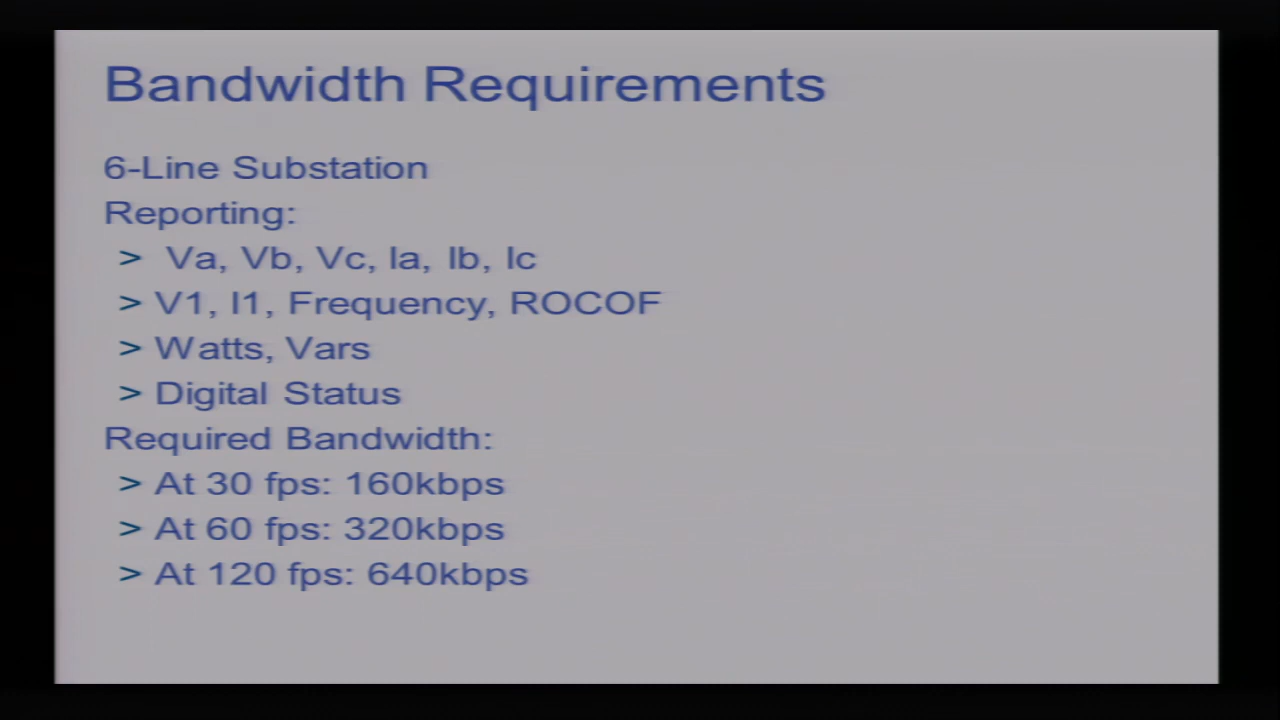 Bandwidth Requirements
6-Line Substation
Reporting:
> Va, Vb, Vc, Ia, Ib, Ic
> V1, I1, Frequency, ROCOF
> Watts, Vars
> Digital Status
Required Bandwidth:
> At 30 fps: 160kbps
> At 60 fps: 320kbps
> At 120 fps: 640kbps